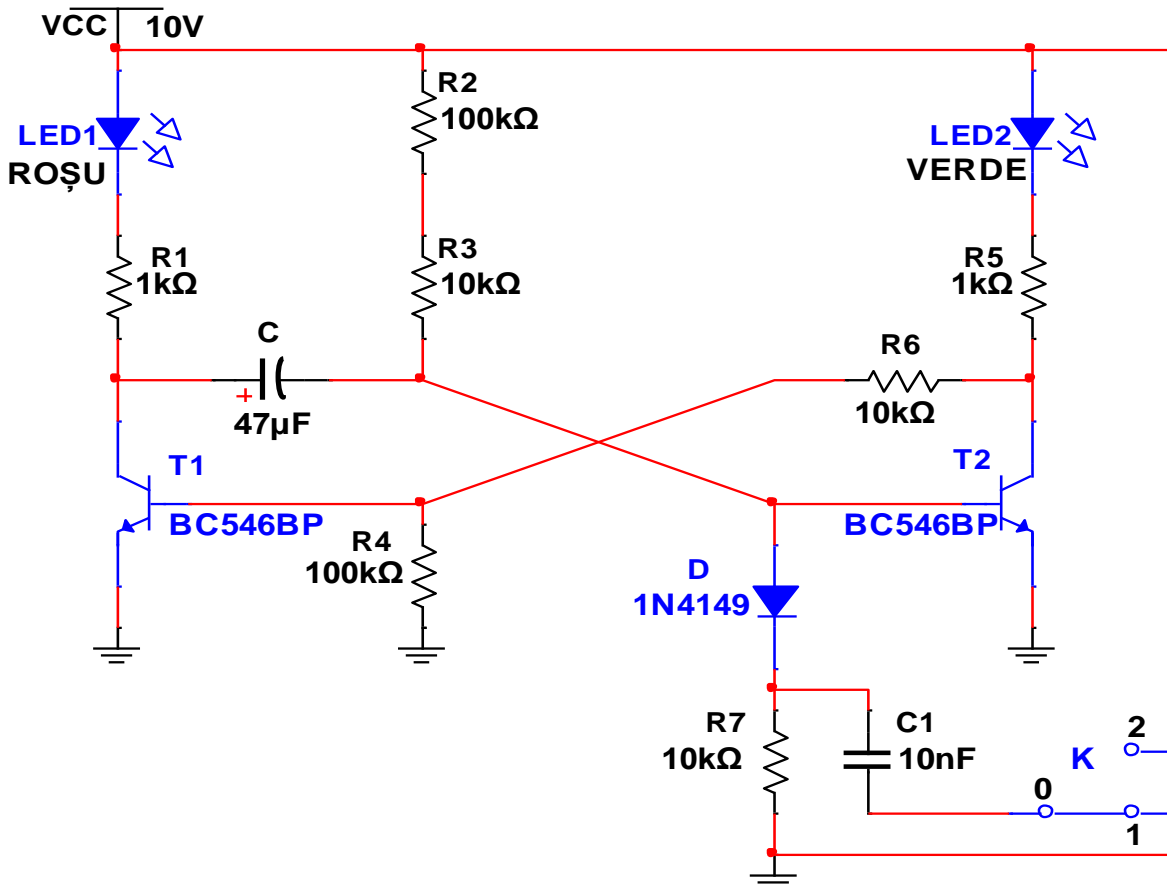 VCC 10V
LED1
ROȘU
R2
100kΩ
LED2
VERDE
R1
1kΩ
R3
10kΩ
R5
1kΩ
C
+
47µF
R6
10kΩ
T1
BC546BP
T2
BC546BP
R4
100kΩ
D
1N4149
R7
10kΩ
C1
10nF
K
2
0
1